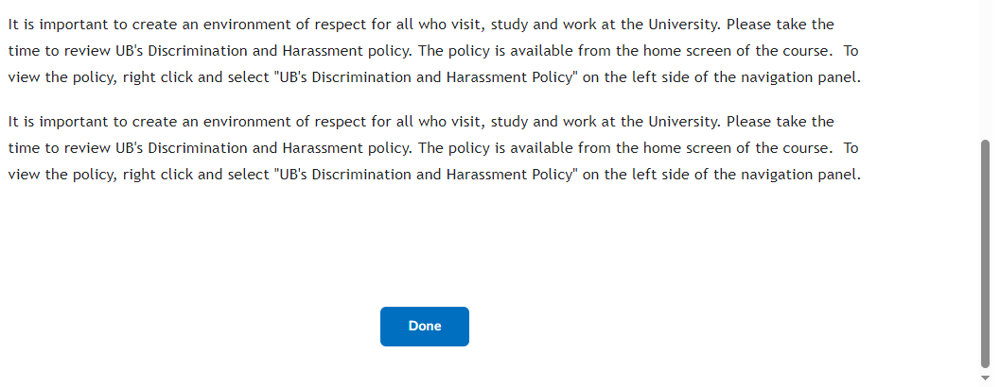 It is important to create an environment of respect for all who visit, study and work at the University. Please take the
time to review UB's Discrimination and Harassment policy. The policy is available from the home screen of the course.  To
view the policy, right click and select "UB's Discrimination and Harassment Policy" on the left side of the navigation panel.
It is important to create an environment of respect for all who visit, study and work at the University. Please take the
time to review UB's Discrimination and Harassment policy. The policy is available from the home screen of the course.  To
view the policy, right click and select "UB's Discrimination and Harassment Policy" on the left side of the navigation panel.
Done